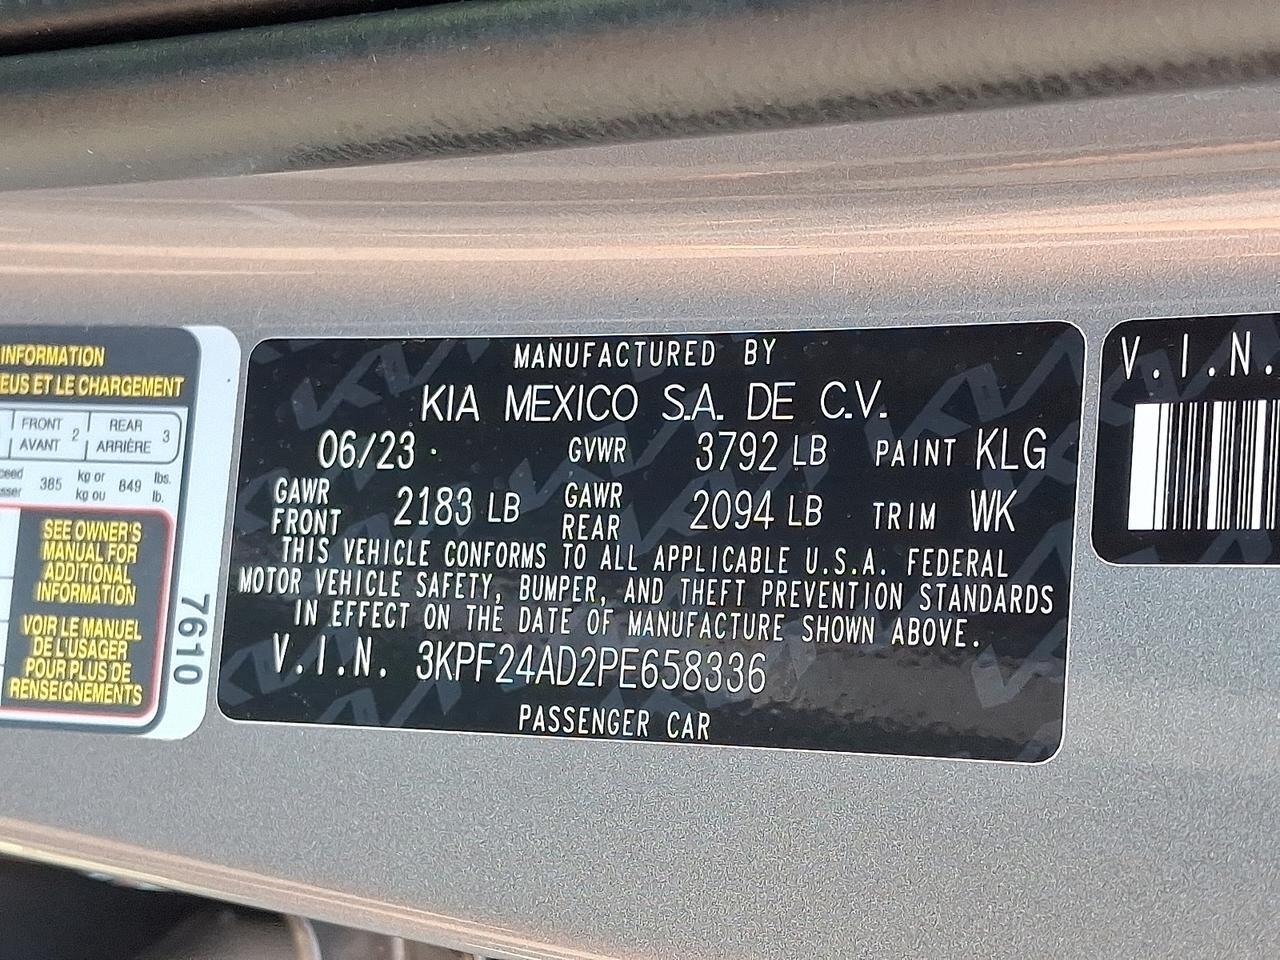 INFORMATION
EUS ET LE CHARGEMENT
FRONT 2 REAR 3
AVANT ARRIÈRE
385 kg or 849 lbs.
kg ou lb.
SEE OWNER'S
MANUAL FOR
ADDITIONAL
INFORMATION
VOIR LE MANUEL
DE L'USAGER
POUR PLUS DE
RENSEIGNEMENTS
7610
MANUFACTURED BY
KIA MEXICO S.A. DE C.V.
06/23 GVWR 3792 LB PAINT KLG
GAWR FRONT 2183 LB GAWR REAR 2094 LB TRIM WK
THIS VEHICLE CONFORMS TO ALL APPLICABLE U.S.A. FEDERAL
MOTOR VEHICLE SAFETY, BUMPER, AND THEFT PREVENTION STANDARDS
IN EFFECT ON THE DATE OF MANUFACTURE SHOWN ABOVE.
V.I.N. 3KPF24AD2PE658336
PASSENGER CAR
V.I.N.